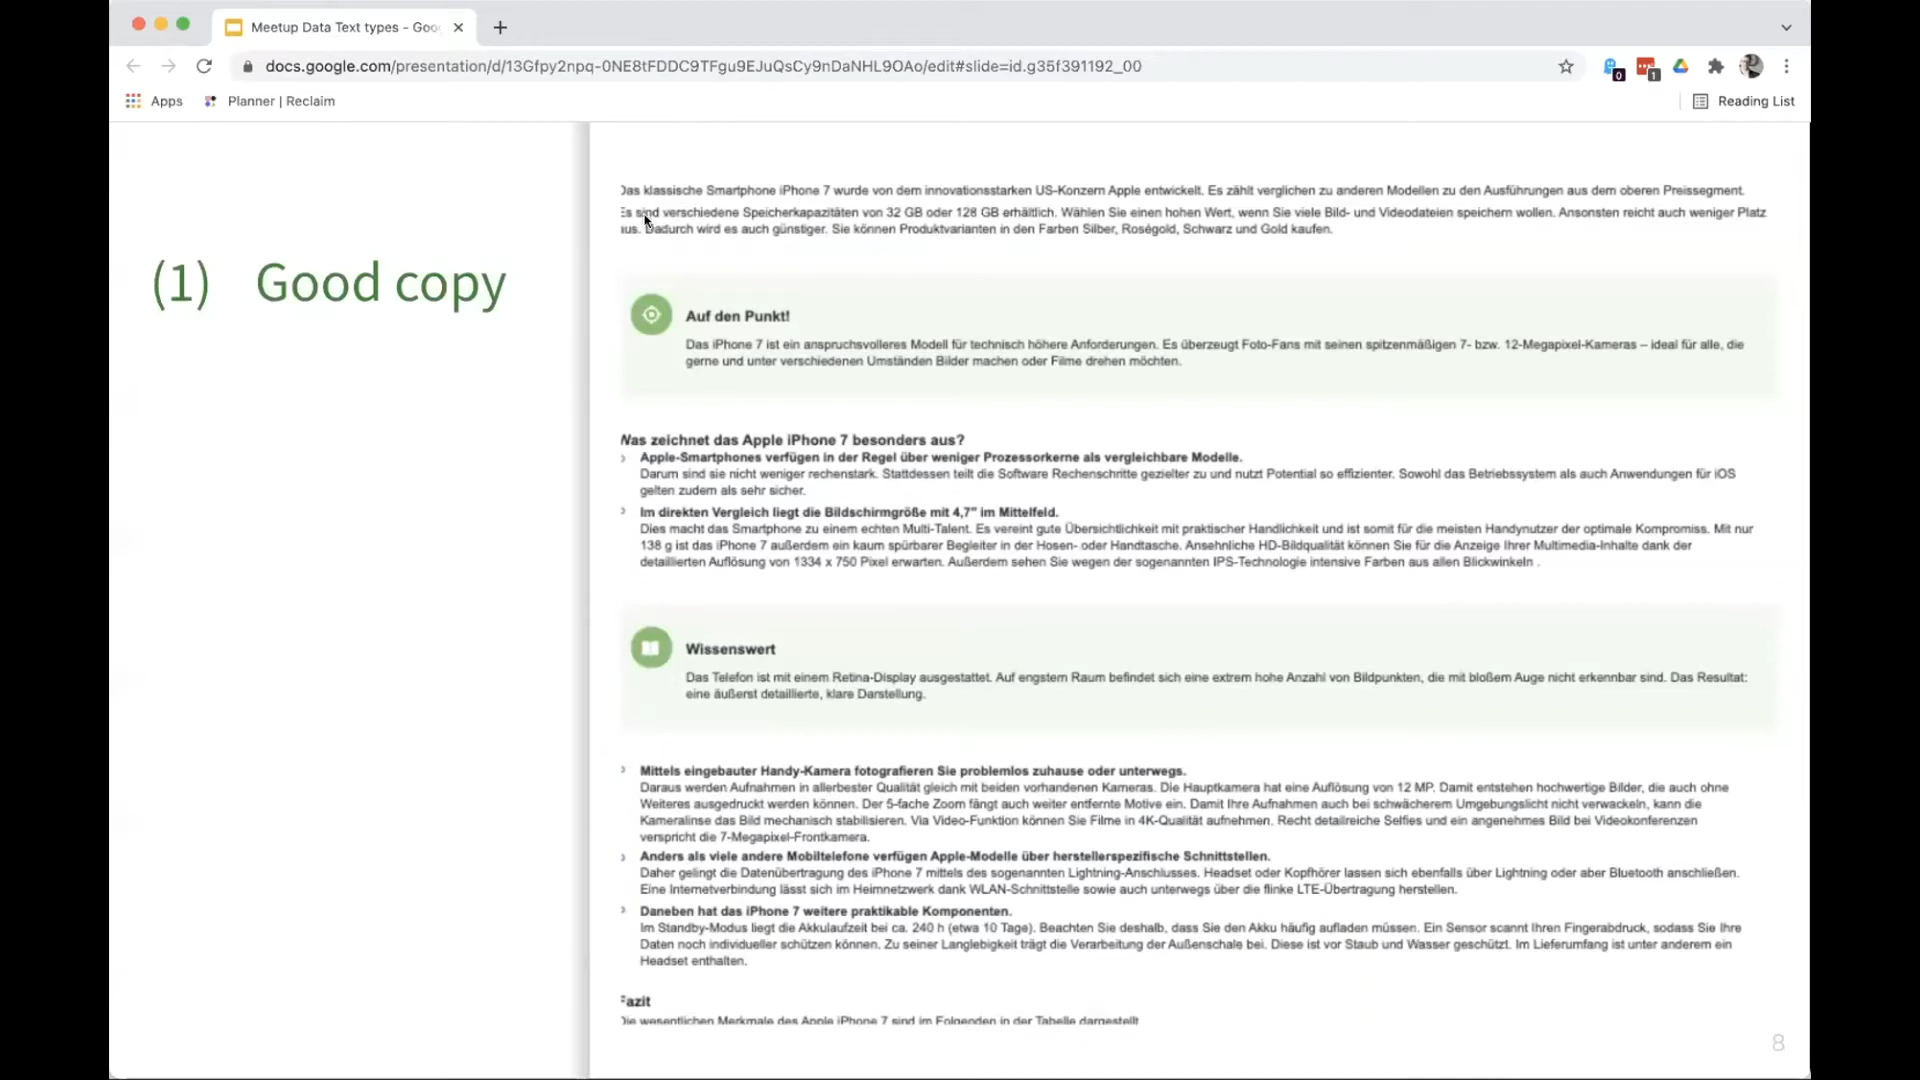 Meetup Data Text types - Goo
docs.google.com/presentation/d/13Gfpy2npq-0NE8tFDDC9TFgu9EJuQsCy9nDaNHL9OAo/edit#slide=id.g35f391192_00
0
1
Apps
Planner | Reclaim
Reading List
(1) Good copy
Das klassische Smartphone iPhone 7 wurde von dem innovationsstarken US-Konzern Apple entwickelt. Es zählt verglichen zu anderen Modellen zu den Ausführungen aus dem oberen Preissegment.
Es sind verschiedene Speicherkapazitäten von 32 GB oder 128 GB erhältlich. Wählen Sie einen hohen Wert, wenn Sie viele Bild- und Videodateien speichern wollen. Ansonsten reicht auch weniger Platz
aus. Dadurch wird es auch günstiger. Sie können Produktvarianten in den Farben Silber, Roségold, Schwarz und Gold kaufen.
Auf den Punkt!
Das iPhone 7 ist ein anspruchsvolleres Modell für technisch höhere Anforderungen. Es überzeugt Foto-Fans mit seinen spitzenmäßigen 7- bzw. 12-Megapixel-Kameras – ideal für alle, die
gerne und unter verschiedenen Umständen Bilder machen oder Filme drehen möchten.
Was zeichnet das Apple iPhone 7 besonders aus?
Apple-Smartphones verfügen in der Regel über weniger Prozessorkerne als vergleichbare Modelle.
Darum sind sie nicht weniger rechenstark. Stattdessen teilt die Software Rechenschritte gezielter zu und nutzt Potential so effizienter. Sowohl das Betriebssystem als auch Anwendungen für iOS
gelten zudem als sehr sicher.
Im direkten Vergleich liegt die Bildschirmgröße mit 4,7" im Mittelfeld.
Dies macht das Smartphone zu einem echten Multi-Talent. Es vereint gute Übersichtlichkeit mit praktischer Handlichkeit und ist somit für die meisten Handynutzer der optimale Kompromiss. Mit nur
138 g ist das iPhone 7 außerdem ein kaum spürbarer Begleiter in der Hosen- oder Handtasche. Ansehnliche HD-Bildqualität können Sie für die Anzeige Ihrer Multimedia-Inhalte dank der
detaillierten Auflösung von 1334 x 750 Pixel erwarten. Außerdem sehen Sie wegen der sogenannten IPS-Technologie intensive Farben aus allen Blickwinkeln .
Wissenswert
Das Telefon ist mit einem Retina-Display ausgestattet. Auf engstem Raum befindet sich eine extrem hohe Anzahl von Bildpunkten, die mit bloßem Auge nicht erkennbar sind. Das Resultat:
eine äußerst detaillierte, klare Darstellung.
Mittels eingebauter Handy-Kamera fotografieren Sie problemlos zuhause oder unterwegs.
Daraus werden Aufnahmen in allerbester Qualität gleich mit beiden vorhandenen Kameras. Die Hauptkamera hat eine Auflösung von 12 MP. Damit entstehen hochwertige Bilder, die auch ohne
Weiteres ausgedruckt werden können. Der 5-fache Zoom fängt auch weiter entfernte Motive ein. Damit Ihre Aufnahmen auch bei schwächerem Umgebungslicht nicht verwackeln, kann die
Kameralinse das Bild mechanisch stabilisieren. Via Video-Funktion können Sie Filme in 4K-Qualität aufnehmen. Recht detailreiche Selfies und ein angenehmes Bild bei Videokonferenzen
verspricht die 7-Megapixel-Frontkamera.
Anders als viele andere Mobiltelefone verfügen Apple-Modelle über herstellerspezifische Schnittstellen.
Daher gelingt die Datenübertragung des iPhone 7 mittels des sogenannten Lightning-Anschlusses. Headset oder Kopfhörer lassen sich ebenfalls über Lightning oder aber Bluetooth anschließen.
Eine Internetverbindung lässt sich im Heimnetzwerk dank WLAN-Schnittstelle sowie auch unterwegs über die flinke LTE-Übertragung herstellen.
Daneben hat das iPhone 7 weitere praktikable Komponenten.
Im Standby-Modus liegt die Akkulaufzeit bei ca. 240 h (etwa 10 Tage). Beachten Sie deshalb, dass Sie den Akku häufig aufladen müssen. Ein Sensor scannt Ihren Fingerabdruck, sodass Sie Ihre
Daten noch individueller schützen können. Zu seiner Langlebigkeit trägt die Verarbeitung der Außenschale bei. Diese ist vor Staub und Wasser geschützt. Im Lieferumfang ist unter anderem ein
Headset enthalten.
Fazit
Die wesentlichen Merkmale des Apple iPhone 7 sind im Folgenden in der Tabelle dargestellt
8